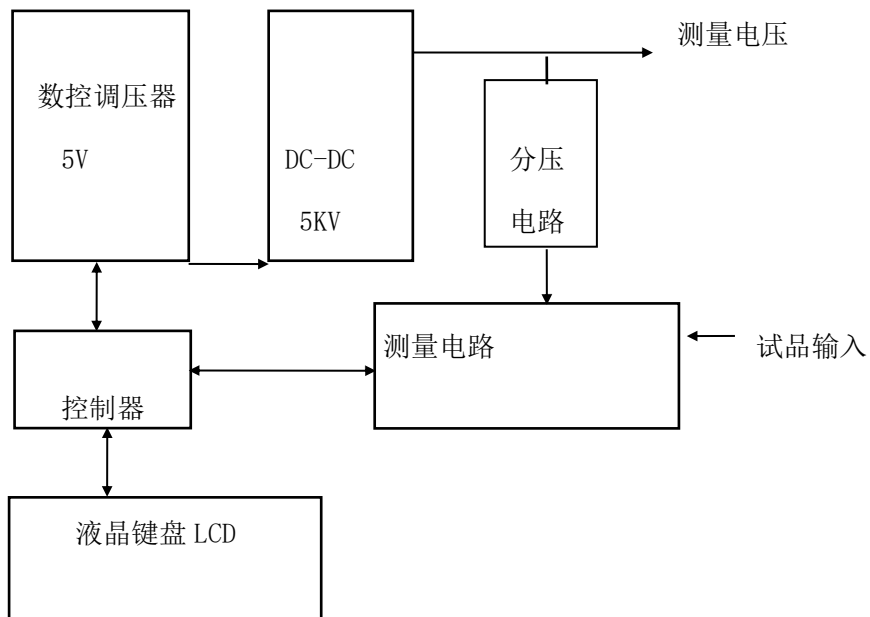 测量电压
数控调压器
5V
DC-DC
5KV
分压
电路
测量电路
试品输入
控制器
液晶键盘 LCD